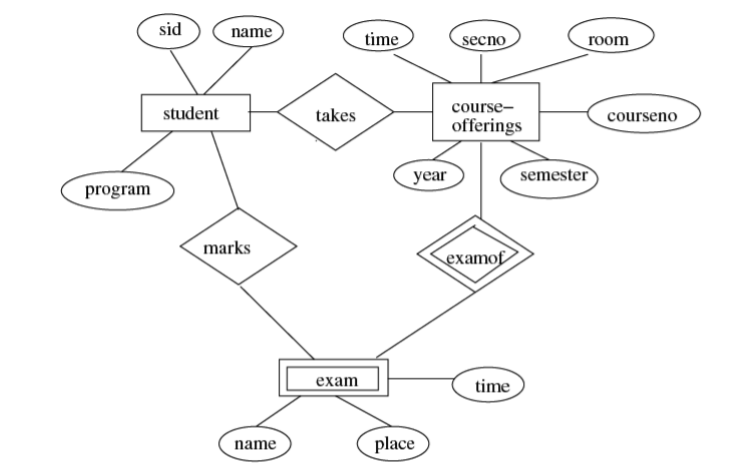 sid
name
time
secno
room
student
takes
course–
offerings
courseno
program
year
semester
marks
examof
exam
time
name
place